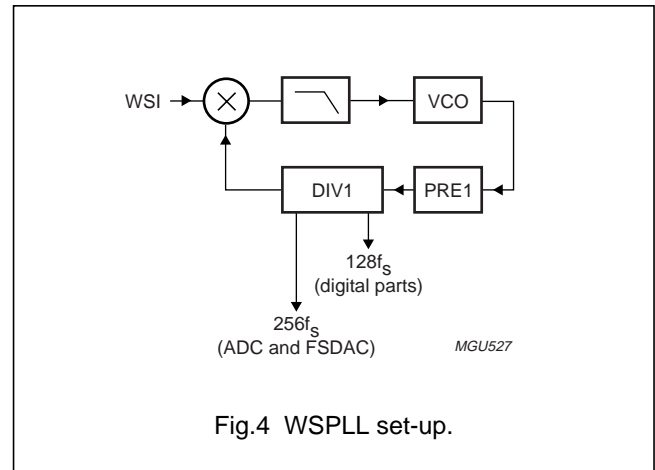 WSI
VCO
DIV1
PRE1
128fs
(digital parts)
256fs
(ADC and FSDAC)
MGU527
Fig.4 WSPLL set-up.